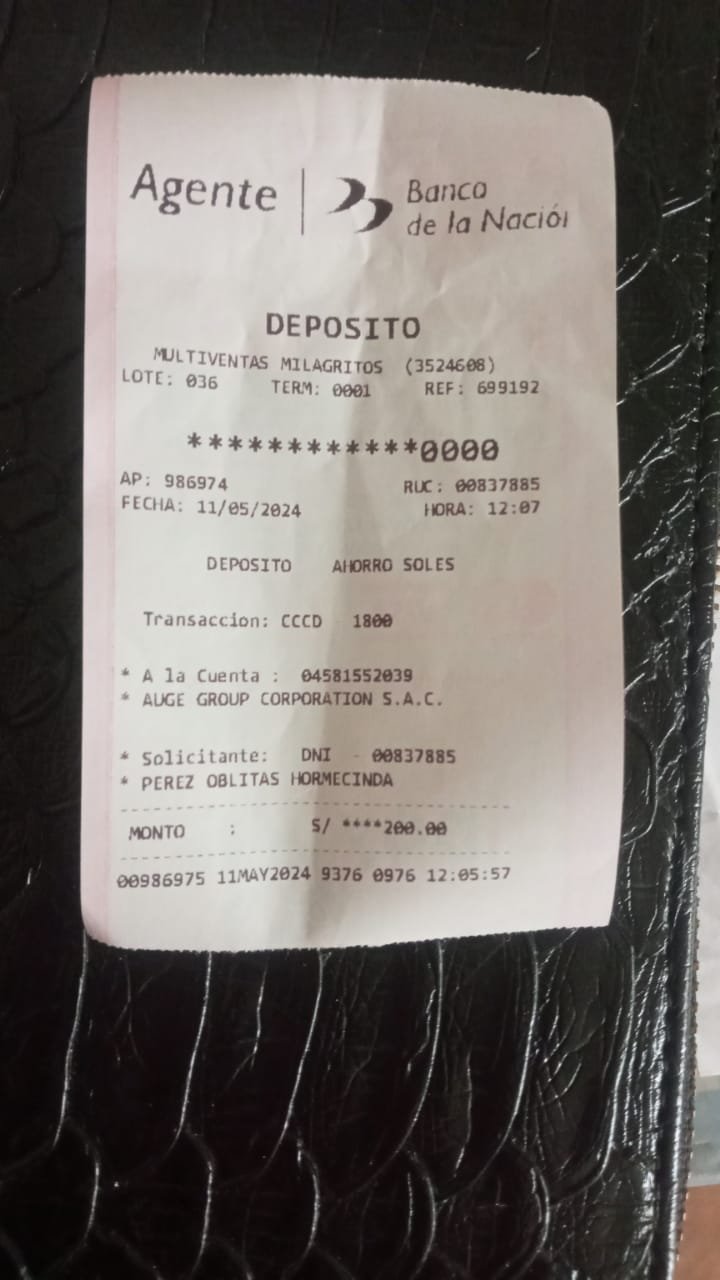 Agente | Banco
de la Nación
DEPOSITO
MULTIVENTAS MILAGRITOS (3524608)
LOTE: 036 TERM: 0001 REF: 699192
************0000
AP: 986974 RUC: 00837885
FECHA: 11/05/2024 HORA: 12:07
DEPOSITO AHORRO SOLES
Transaccion: CCCD - 1800
* A la Cuenta : 04581552039
* AUGE GROUP CORPORATION S.A.C.
* Solicitante: DNI - 00837885
* PEREZ OBLITAS HORMECINDA
MONTO : S/ ****200.00
00986975 11MAY2024 9376 0976 12:05:57